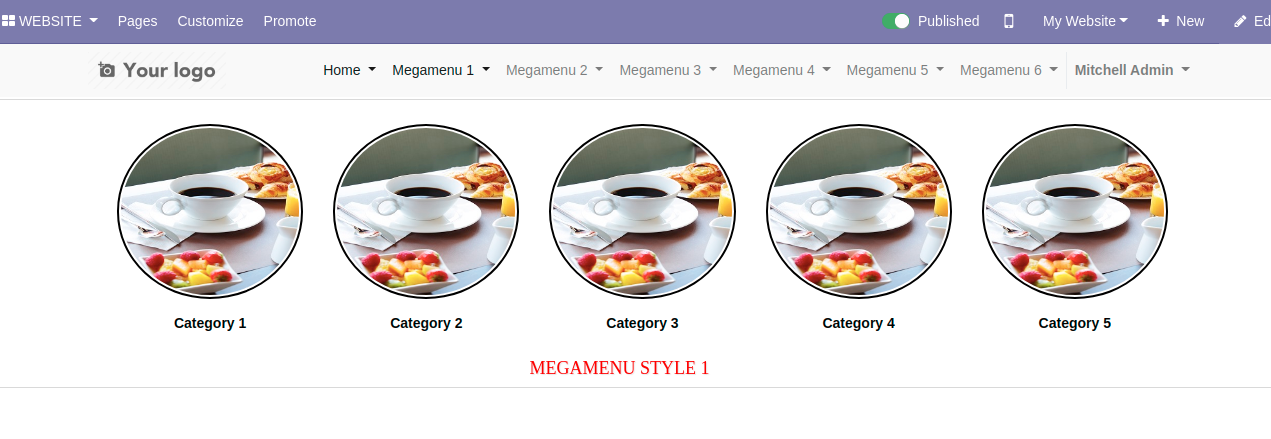 WEBSITE Pages Customize Promote Published My Website New Ed
Your logo Home Megamenu 1 Megamenu 2 Megamenu 3 Megamenu 4 Megamenu 5 Megamenu 6 Mitchell Admin
Category 1 Category 2 Category 3 Category 4 Category 5
MEGAMENU STYLE 1